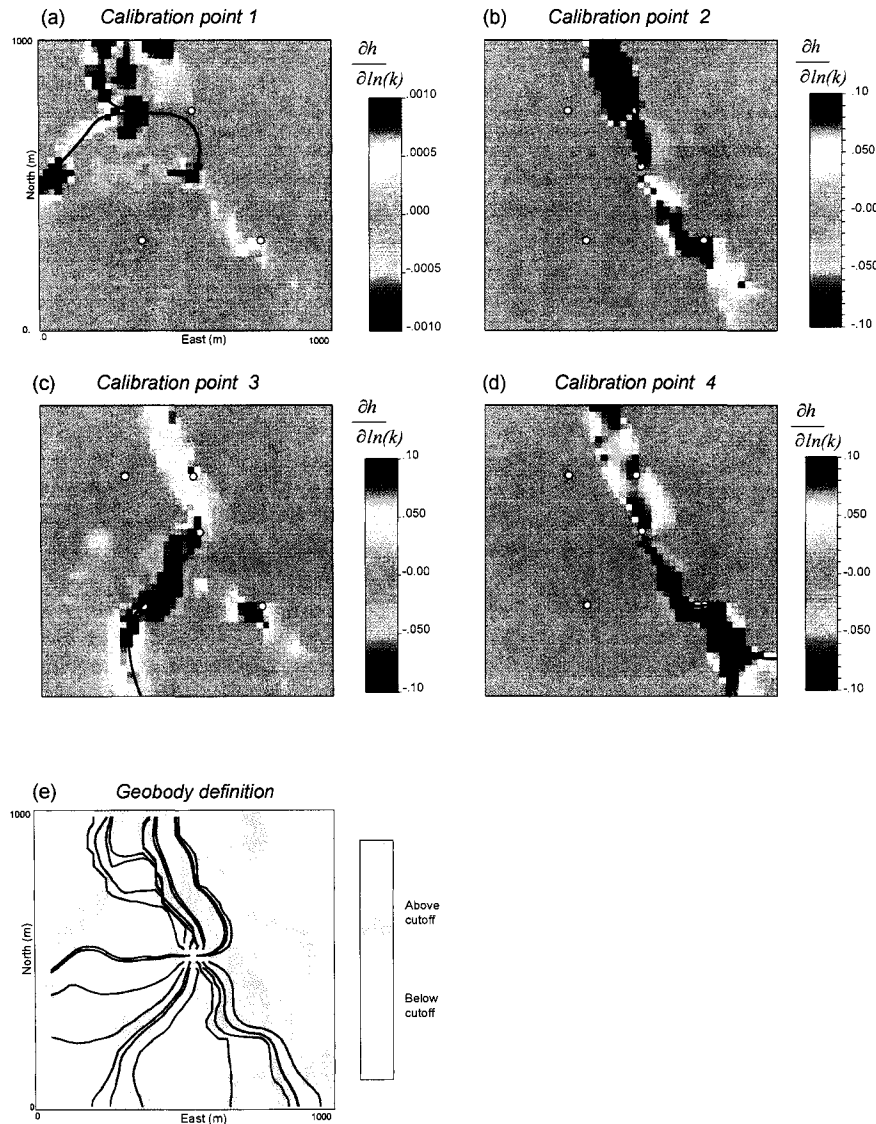 (a) Calibration point 1
1000
North (m)
0.
.0
East (m)
1000
∂h
∂ln(k)
.0010
.0005
.000
.0005
-.0010
(b) Calibration point 2
∂h
∂ln(k)
.10
.050
-0.00
-.050
-.10
(c) Calibration point 3
∂h
∂ln(k)
.10
.050
-0.00
-.050
-.10
(d) Calibration point 4
∂h
∂ln(k)
.10
.050
-0.00
-.050
-.10
(e) Geobody definition
1000
North (m)
0
0
East (m)
1000
Above
cutoff
Below
cutoff